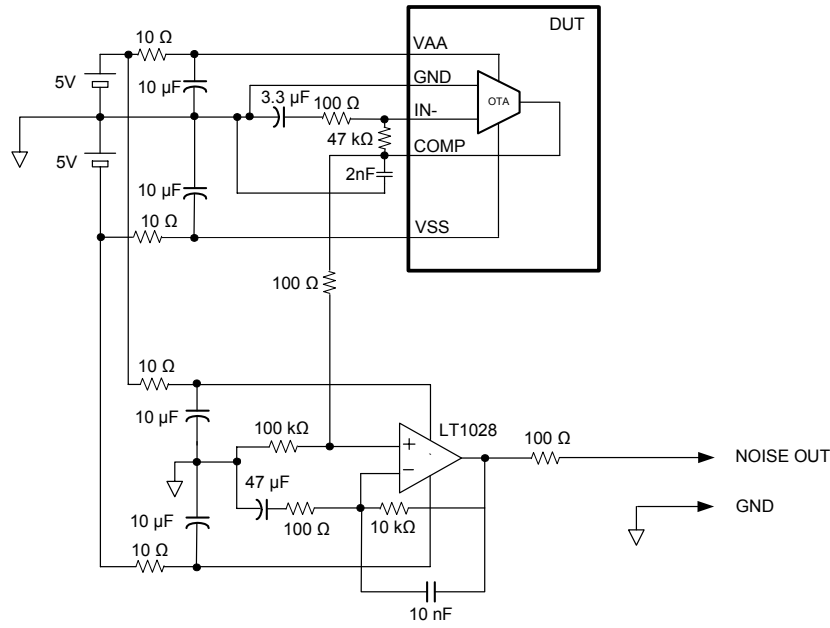 DUT
10 Ω
VAA
5V
10 µF
GND
3.3 µF
100 Ω
IN-
OTA
47 kΩ
COMP
5V
2nF
10 µF
10 Ω
VSS
100 Ω
10 Ω
10 µF
100 kΩ
LT1028
+
−
100 Ω
NOISE OUT
47 µF
100 Ω
10 kΩ
GND
10 µF
10 Ω
10 nF